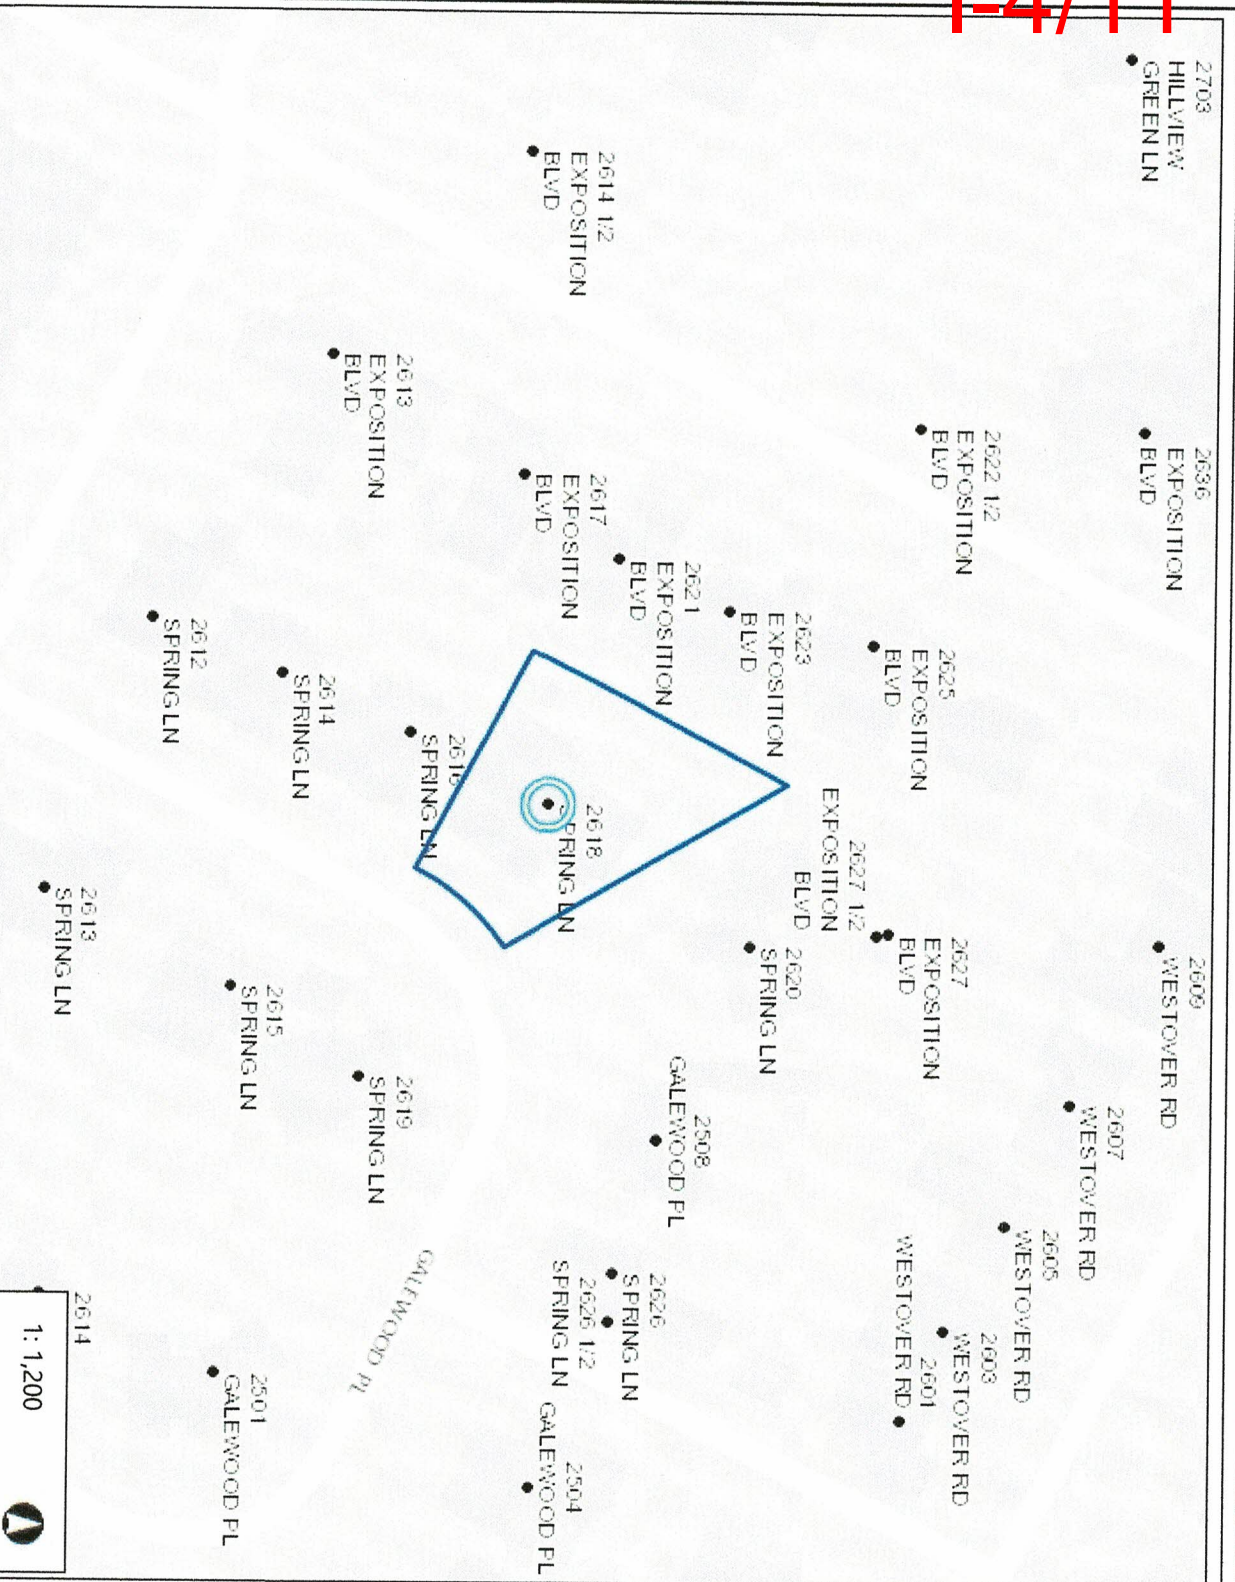 I-4/11
2703
HILLVIEW
GREEN LN
2636
EXPOSITION
BLVD
2609
WESTOVER RD
2607
WESTOVER RD
2605
WESTOVER RD
2603
WESTOVER RD
2601
WESTOVER RD
2622 1/2
EXPOSITION
BLVD
2625
EXPOSITION
BLVD
2627
EXPOSITION
BLVD
2627 1/2
EXPOSITION
BLVD
2623
EXPOSITION
BLVD
2620
SPRING LN
2621
EXPOSITION
BLVD
2508
GALEWOOD PL
2626
SPRING LN
2626 1/2
SPRING LN
2614 1/2
EXPOSITION
BLVD
2617
EXPOSITION
BLVD
2618
SPRING LN
2504
GALEWOOD PL
2616
SPRING LN
GALEWOOD PL
2613
EXPOSITION
BLVD
2619
SPRING LN
2614
SPRING LN
2615
SPRING LN
2501
GALEWOOD PL
2612
SPRING LN
2613
SPRING LN
2614
1: 1,200